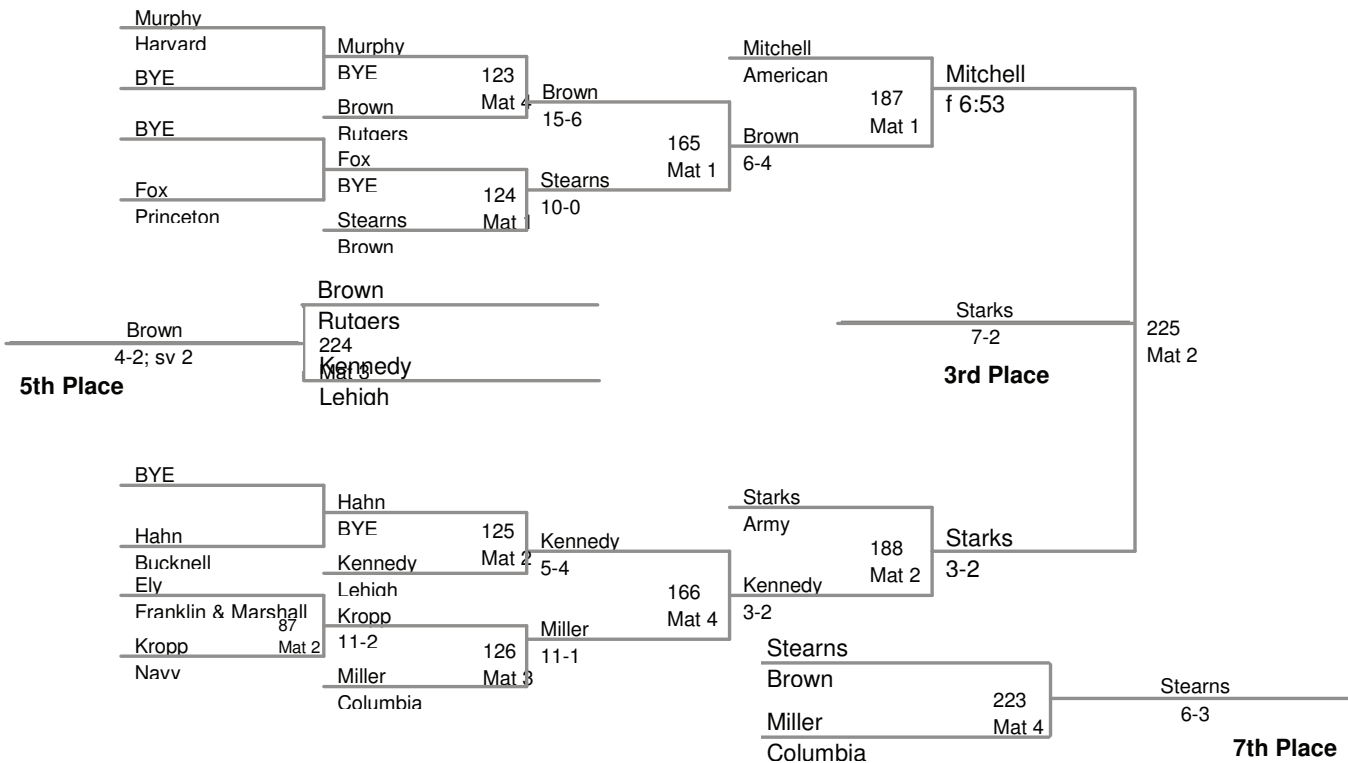 Murphy
Harvard
BYE
BYE
Fox
Princeton
Murphy
BYE
123
Mat 4
Brown
Rutgers
Fox
BYE
124
Mat 1
Stearns
Brown
Brown
15-6
165
Mat 1
Stearns
10-0
Mitchell
American
187
Mat 1
Brown
6-4
Mitchell
f 6:53
Brown
Rutgers
224
Mat 3
Kennedy
Lehigh
Brown
4-2; sv 2
5th Place
Starks
7-2
3rd Place
225
Mat 2
BYE
Hahn
Bucknell
Ely
Franklin & Marshall
87
Mat 2
Kropp
Navy
Hahn
BYE
125
Mat 2
Kennedy
Lehigh
Kropp
11-2
126
Mat 3
Miller
Columbia
Kennedy
5-4
166
Mat 4
Miller
11-1
Starks
Army
188
Mat 2
Kennedy
3-2
Starks
3-2
Stearns
Brown
223
Mat 4
Miller
Columbia
Stearns
6-3
7th Place